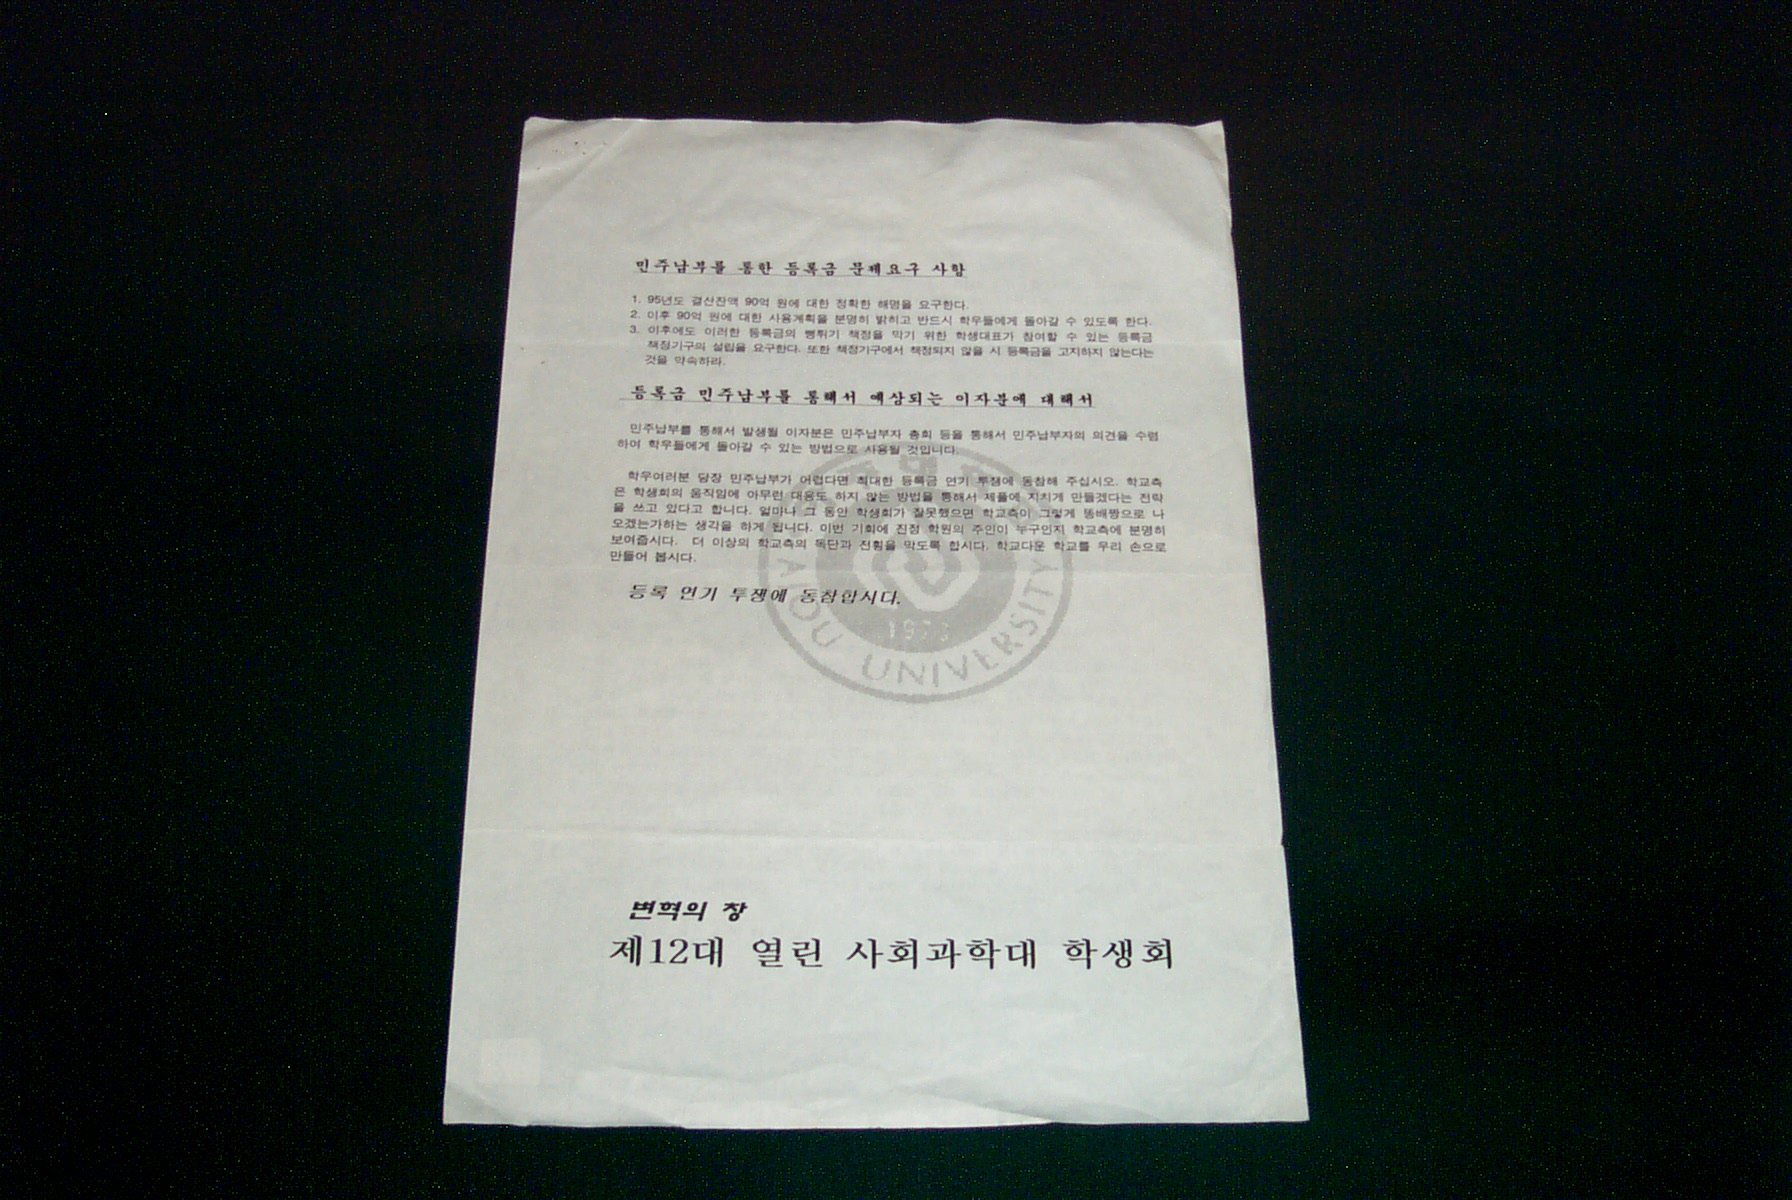 민주납부를 통한 등록금 문제요구 사항
1. 95년도 결산잔액 90억 원에 대한 정확한 해명을 요구한다.
2. 이후 90억 원에 대한 사용계획을 분명히 밝히고 반드시 학우들에게 돌아갈 수 있도록 한다.
3. 이후에도 이러한 등록금의 뻥튀기 책정을 막기 위한 학생대표가 참여할 수 있는 등록금
책정기구의 설립을 요구한다. 또한 책정기구에서 책정되지 않을 시 등록금을 고지하지 않는다는
것을 약속하라.
등록금 민주납부를 통해서 예상되는 이자분에 대해서
민주납부를 통해서 발생될 이자분은 민주납부자 총회 등을 통해서 민주납부자의 의견을 수렴
하여 학우들에게 돌아갈 수 있는 방법으로 사용될 것입니다.
학우여러분 당장 민주납부가 어렵다면 최대한 등록금 연기 투쟁에 동참해 주십시오. 학교측
은 학생회의 움직임에 아무런 대응도 하지 않는 방법을 통해서 제풀에 지치게 만들겠다는 전략
을 쓰고 있다고 합니다. 얼마나 그 동안 학생회가 잘못했으면 학교측이 그렇게 똥배짱으로 나
오겠는가하는 생각을 하게 됩니다. 이번 기회에 진정 학원의 주인이 누구인지 학교측에 분명히
보여줍시다. 더 이상의 학교측의 독단과 전횡을 막도록 합시다. 학교다운 학교를 우리 손으로
만들어 봅시다.
등록 연기 투쟁에 동참합시다.
AJOU UNIVERSITY
1973
변혁의 장
제12대 열린 사회과학대 학생회